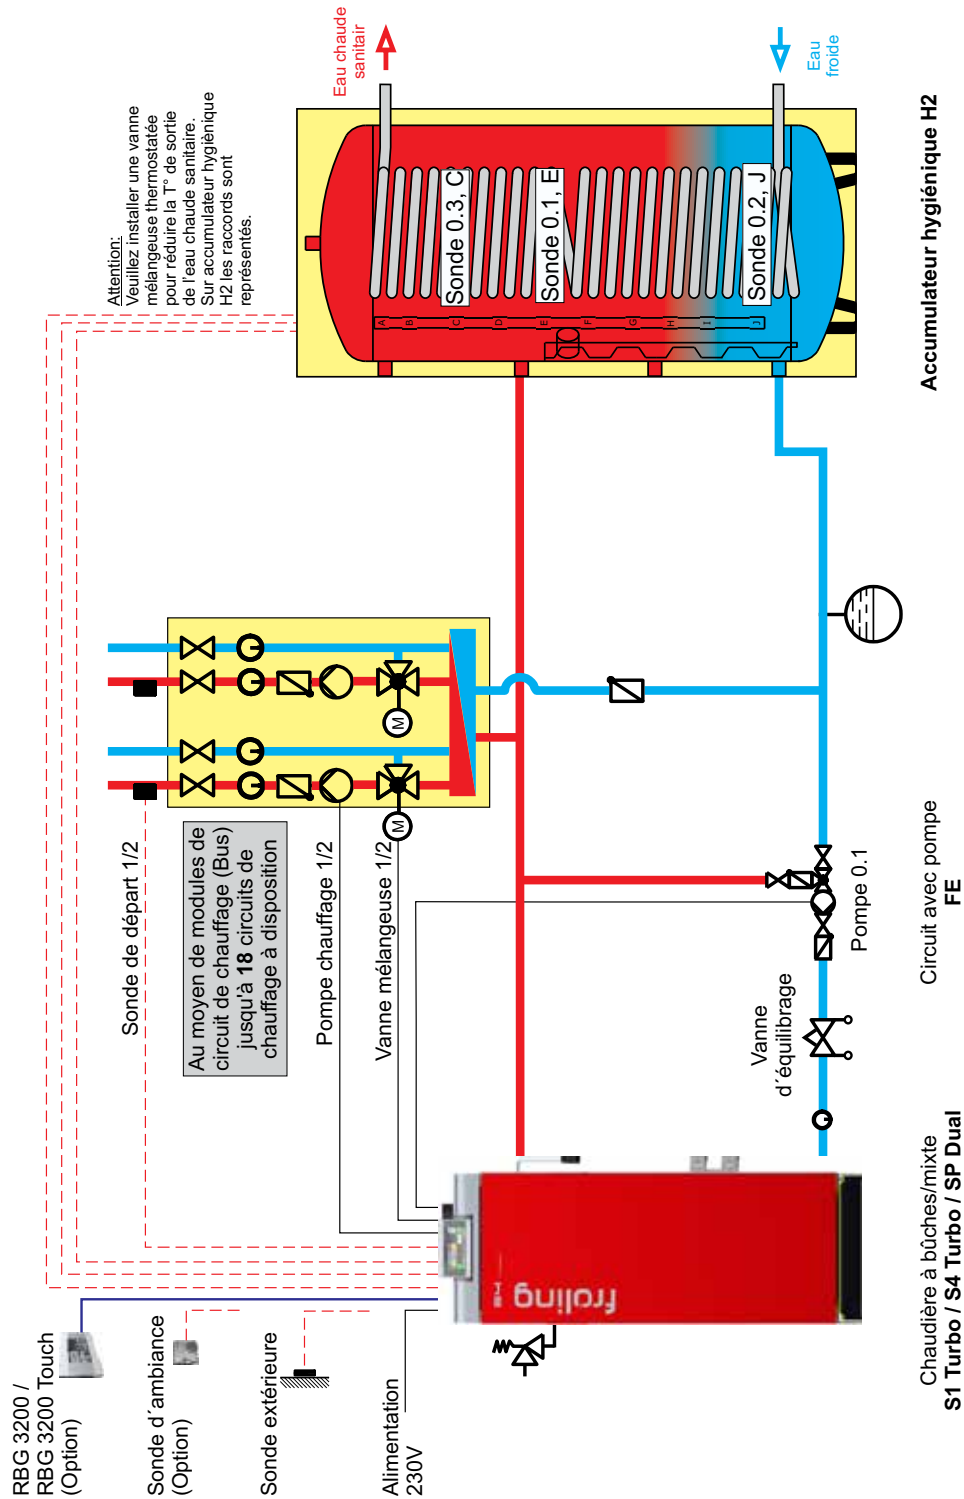 RBG 3200 /
RBG 3200 Touch
(Option)
Sonde d´ambiance
(Option)
Sonde extérieure
Alimentation
230V
Sonde de départ 1/2
Au moyen de modules de
circuit de chauffage (Bus)
jusqu'à 18 circuits de
chauffage à disposition
Pompe chauffage 1/2
Vanne mélangeuse 1/2
M
M
Attention:
Veuillez installer une vanne
mélangeuse thermostatée
pour réduire la T° de sortie
de l'eau chaude sanitaire.
Sur accumulateur hygiènique
H2 les raccords sont
représentés.
Eau chaude
sanitair
Eau
froide
Sonde 0.3, C
Sonde 0.1, E
Sonde 0.2, J
A
B
C
D
E
F
G
H
I
J
froling
Vanne
d´équilibrage
Pompe 0.1
Chaudière à bûches/mixte
S1 Turbo / S4 Turbo / SP Dual
Circuit avec pompe
FE
Accumulateur hygiénique H2